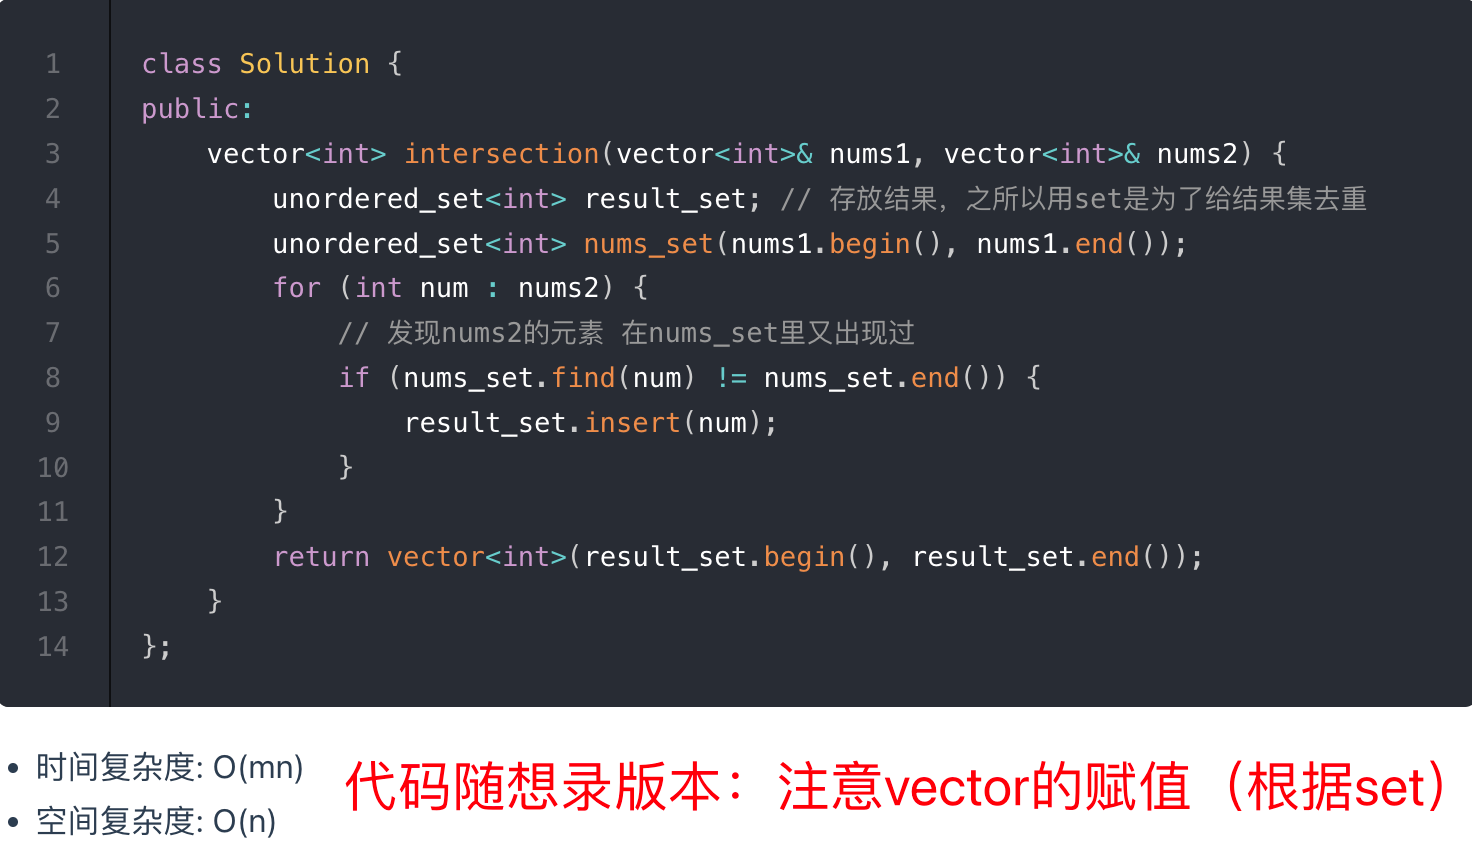 1 class Solution {
2 public:
3     vector<int> intersection(vector<int>& nums1, vector<int>& nums2) {
4         unordered_set<int> result_set; // 存放结果，之所以用set是为了给结果集去重
5         unordered_set<int> nums_set(nums1.begin(), nums1.end());
6         for (int num : nums2) {
7             // 发现nums2的元素 在nums_set里又出现过
8             if (nums_set.find(num) != nums_set.end()) {
9                 result_set.insert(num);
10             }
11         }
12         return vector<int>(result_set.begin(), result_set.end());
13     }
14 };
• 时间复杂度: O(mn)
代码随想录版本：注意vector的赋值（根据set）
• 空间复杂度: O(n)